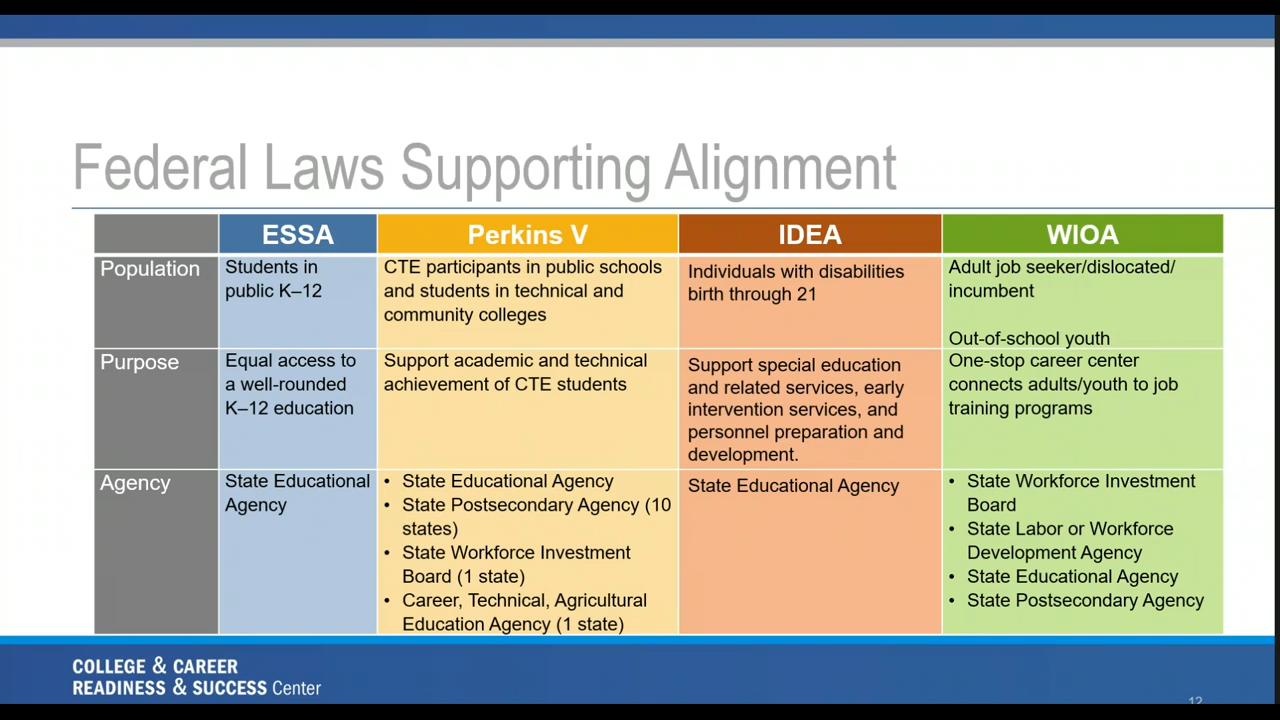 Federal Laws Supporting Alignment
ESSA
Perkins V
IDEA
WIOA
Population
Students in
public K–12
CTE participants in public schools
and students in technical and
community colleges
Individuals with disabilities
birth through 21
Adult job seeker/dislocated/
incumbent
Out-of-school youth
Purpose
Equal access to
a well-rounded
K–12 education
Support academic and technical
achievement of CTE students
Support special education
and related services, early
intervention services, and
personnel preparation and
development.
One-stop career center
connects adults/youth to job
training programs
Agency
State Educational
Agency
• State Educational Agency
• State Postsecondary Agency (10
states)
• State Workforce Investment
Board (1 state)
• Career, Technical, Agricultural
Education Agency (1 state)
State Educational Agency
• State Workforce Investment
Board
• State Labor or Workforce
Development Agency
• State Educational Agency
• State Postsecondary Agency
COLLEGE & CAREER
READINESS & SUCCESS Center
12